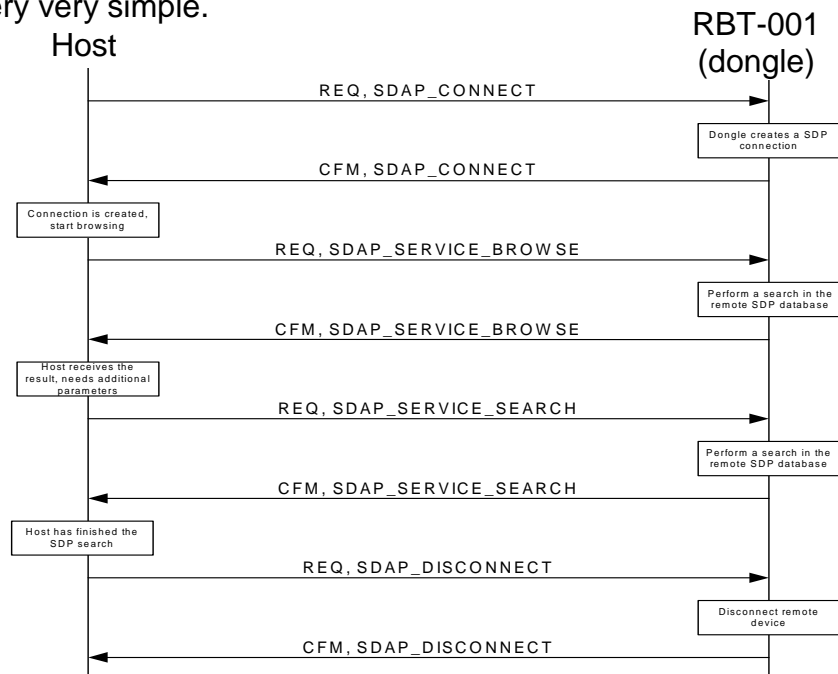 ery very simple.
Host
RBT-001
(dongle)
REQ, SDAP_CONNECT
Dongle creates a SDP
connection
CFM, SDAP_CONNECT
Connection is created,
start browsing
REQ, SDAP_SERVICE_BROWSE
Perform a search in the
remote SDP database
CFM, SDAP_SERVICE_BROWSE
Host receives the
result, needs additional
parameters
REQ, SDAP_SERVICE_SEARCH
Perform a search in the
remote SDP database
CFM, SDAP_SERVICE_SEARCH
Host has finished the
SDP search
REQ, SDAP_DISCONNECT
Disconnect remote
device
CFM, SDAP_DISCONNECT